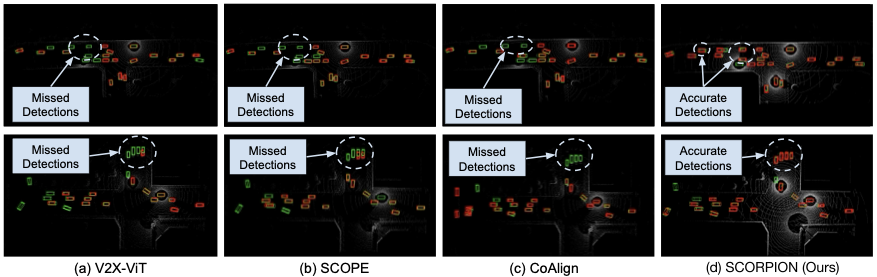 Missed
Detections
Missed
Detections
Missed
Detections
Accurate
Detections
Missed
Detections
Missed
Detections
Missed
Detections
Accurate
Detections
(a) V2X-ViT
(b) SCOPE
(c) CoAlign
(d) SCORPION (Ours)